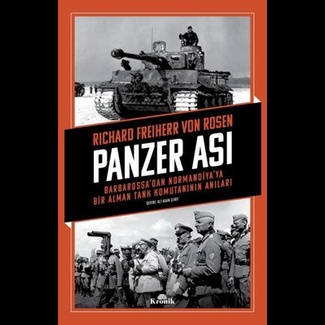 RICHARD FREIHERR VON ROSEN
PANZER ASI
BARBAROSSA'DAN NORMANDİYA'YA
BİR ALMAN TANK KOMUTANININ ANILARI
Kronik